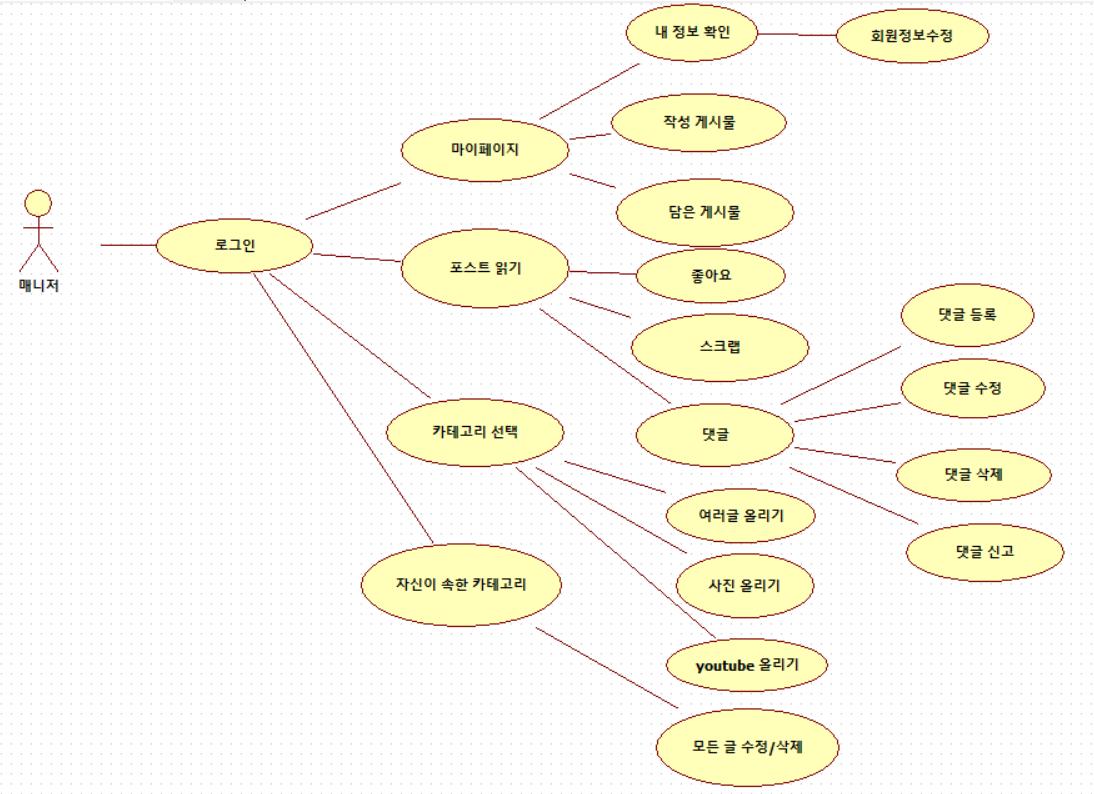 내 정보 확인
회원정보수정
작성 게시물
마이페이지
담은 게시물
로그인
포스트 읽기
좋아요
매니저
스크랩
댓글 등록
댓글 수정
카테고리 선택
댓글
댓글 삭제
여러글 올리기
댓글 신고
자신이 속한 카테고리
사진 올리기
youtube 올리기
모든 글 수정/삭제